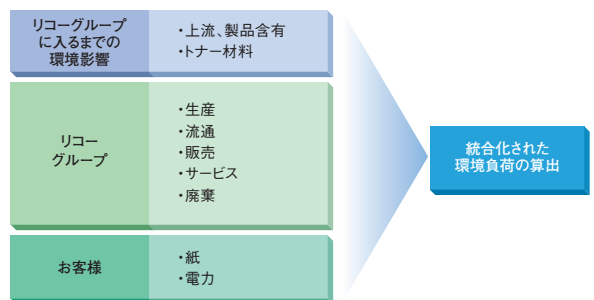 リコーグループ
に入るまでの
環境影響
・上流、製品含有
・トナー材料
リコー
グループ
・生産
・流通
・販売
・サービス
・廃棄
お客様
・紙
・電力
統合化された
環境負荷の算出